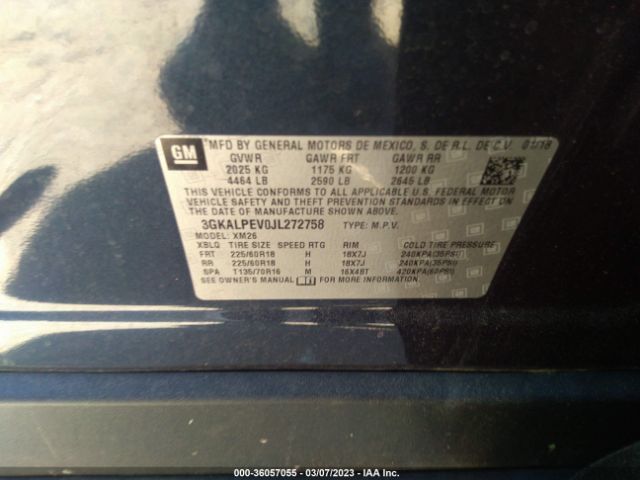 GM
MFD BY GENERAL MOTORS DE MEXICO, S. DE R.L. DE C.V. 01/18
GVWR GAWR FRT GAWR RR
2025 KG 1175 KG 1200 KG
4464 LB 2590 LB 2645 LB
THIS VEHICLE CONFORMS TO ALL APPLICABLE U.S. FEDERAL MOTOR
VEHICLE SAFETY AND THEFT PREVENTION STANDARDS IN EFFECT ON
THE DATE OF MANUFACTURE SHOWN ABOVE.
3GKALPEV0JL272758 TYPE: M.P.V.
MODEL: XM26
XBLQ TIRE SIZE SPEED RTG RIM COLD TIRE PRESSURE
FRT 225/60R18 H 18X7J 240KPA(35PSI)
RR 225/60R18 H 18X7J 240KPA(35PSI)
SPA T135/70R16 M 16X4BT 420KPA(60PSI)
SEE OWNER'S MANUAL FOR MORE INFORMATION.
000-36057055 - 03/07/2023 - IAA Inc.